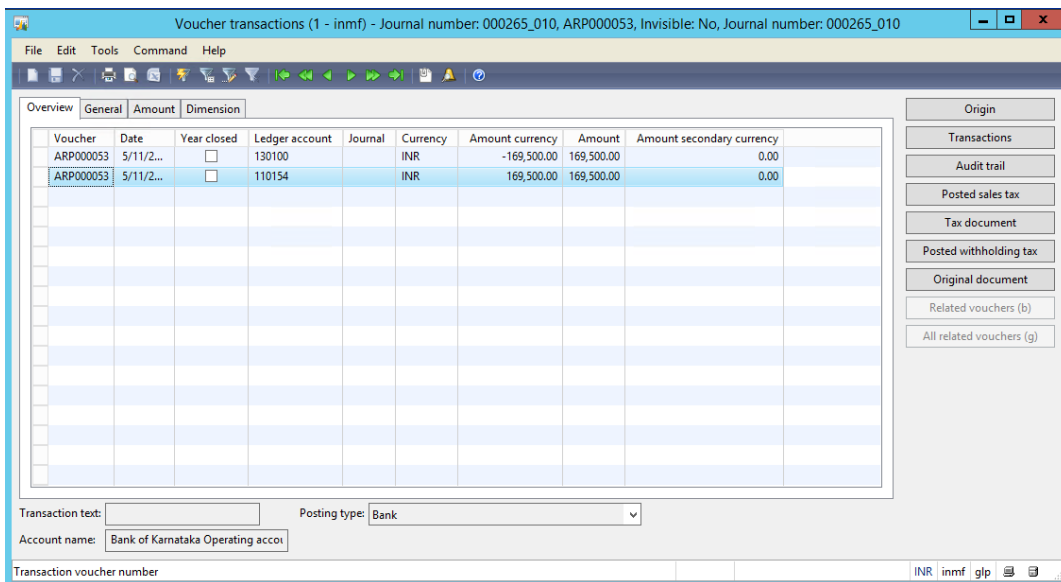 Voucher transactions (1 - inmf) - Journal number: 000265_010, ARP000053, Invisible: No, Journal number: 000265_010
File Edit Tools Command Help
Overview General Amount Dimension
Voucher Date Year closed Ledger account Journal Currency Amount currency Amount Amount secondary currency
ARP000053 5/11/2... 130100 INR -169,500.00 169,500.00 0.00
ARP000053 5/11/2... 110154 INR 169,500.00 169,500.00 0.00
Origin
Transactions
Audit trail
Posted sales tax
Tax document
Posted withholding tax
Original document
Related vouchers (b)
All related vouchers (g)
Transaction text: Posting type: Bank
Account name: Bank of Karnataka Operating accou
Transaction voucher number INR inmf glp